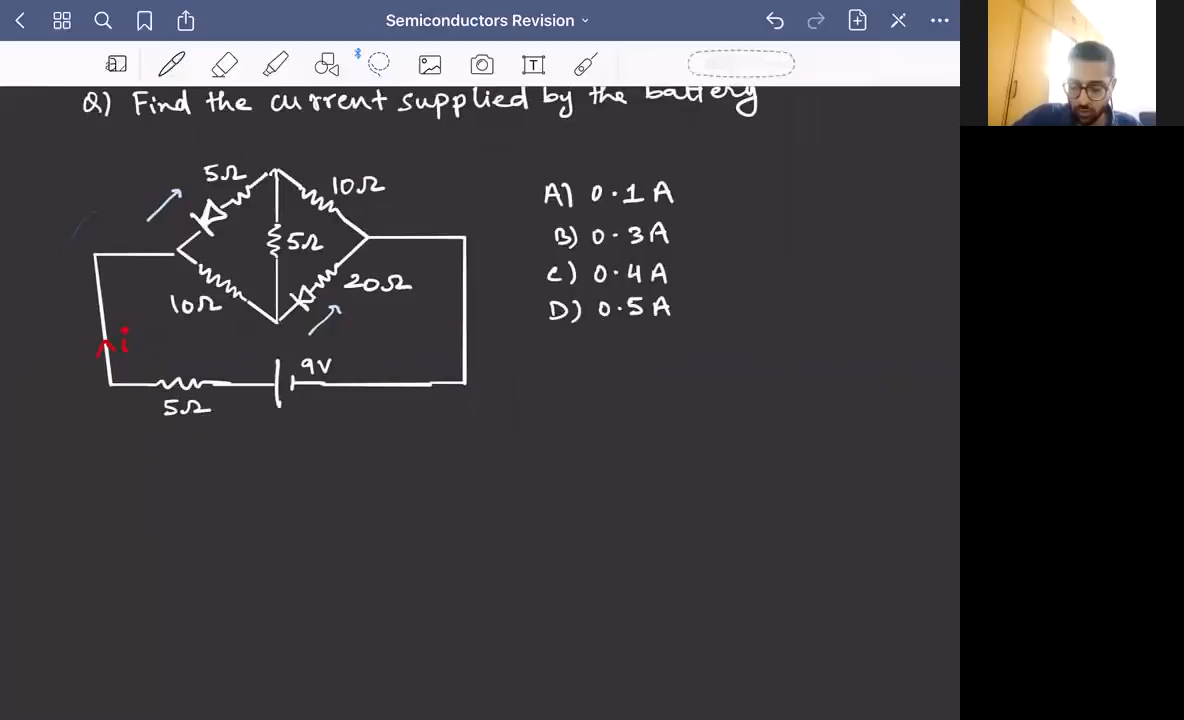 Semiconductors Revision
Q) Find the current supplied by the battery
5Ω
10Ω
5Ω
10Ω
20Ω
i
9V
5Ω
A) 0.1 A
B) 0.3 A
C) 0.4 A
D) 0.5 A
T